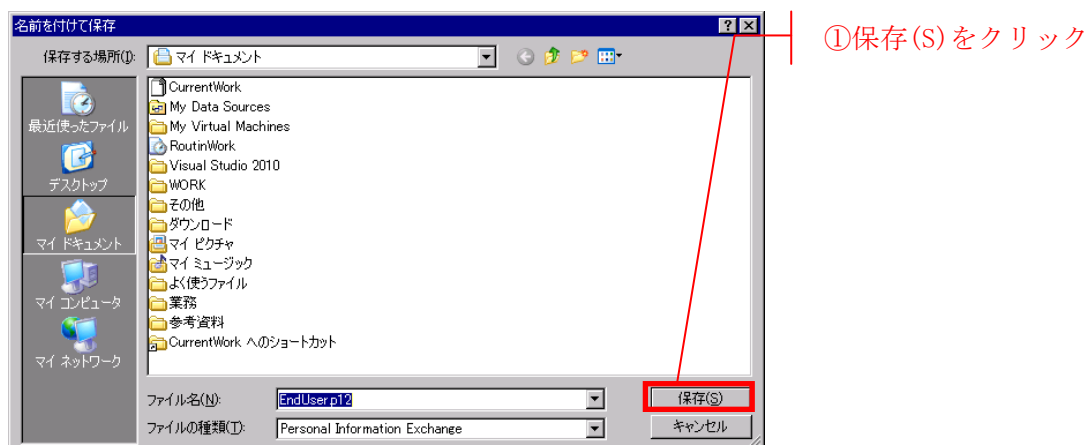 名前を付けて保存
①保存(S)をクリック
保存する場所(I):
マイ ドキュメント
最近使ったファイル
デスクトップ
マイ ドキュメント
マイ コンピュータ
マイ ネットワーク
CurrentWork
My Data Sources
My Virtual Machines
RoutinWork
Visual Studio 2010
WORK
その他
ダウンロード
マイ ピクチャ
マイ ミュージック
よく使うファイル
業務
参考資料
CurrentWork へのショートカット
ファイル名(N):
EndUser.p12
保存(S)
ファイルの種類(T):
Personal Information Exchange
キャンセル